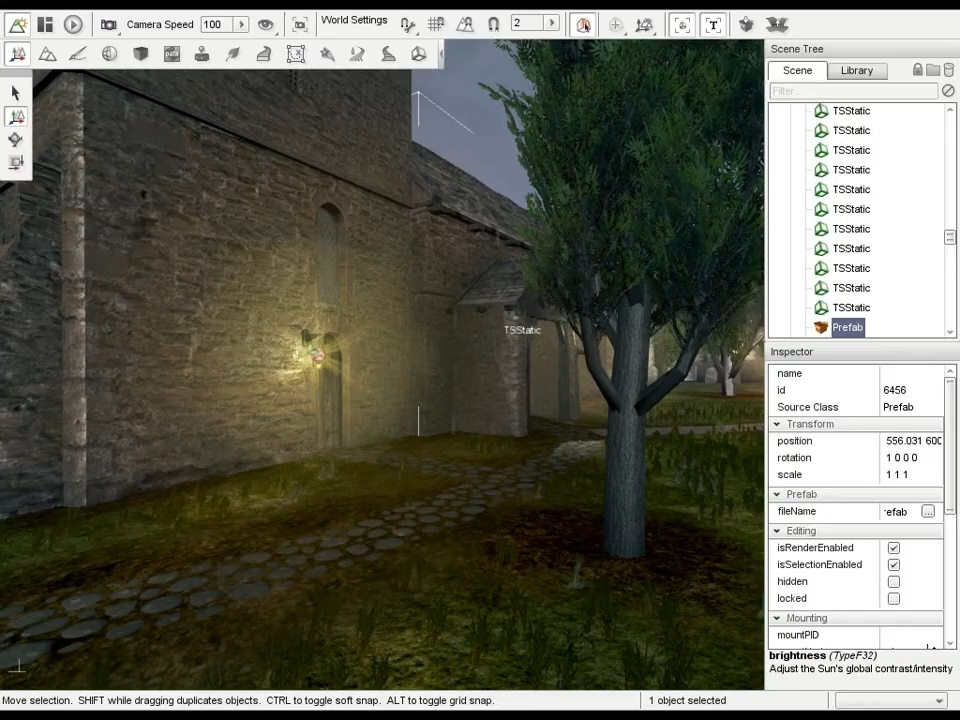 Camera Speed 100
World Settings
2
Scene Tree
Scene Library
Filter...
TSStatic
TSStatic
TSStatic
TSStatic
TSStatic
TSStatic
TSStatic
TSStatic
TSStatic
TSStatic
TSStatic
Prefab
TSStatic
Inspector
name
id 6456
Source Class Prefab
Transform
position 556.031 600
rotation 1 0 0 0
scale 1 1 1
Prefab
fileName refab ...
Editing
isRenderEnabled
isSelectionEnabled
hidden
locked
Mounting
mountPID
brightness (TypeF32)
Adjust the Sun's global contrast/intensity
Move selection. SHIFT while dragging duplicates objects. CTRL to toggle soft snap. ALT to toggle grid snap.
1 object selected